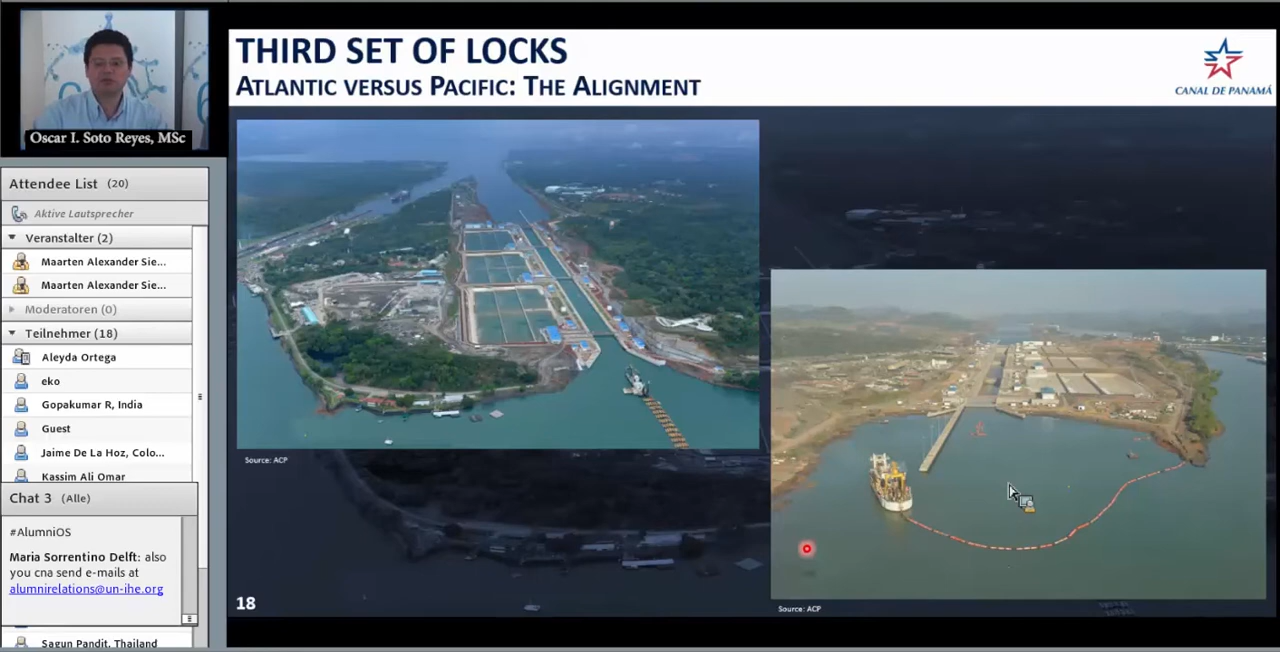 Oscar I. Soto Reyes, MSc
Attendee List (20)
Aktive Lautsprecher
Veranstalter (2)
Maarten Alexander Sie...
Maarten Alexander Sie...
Moderatoren (0)
Teilnehmer (18)
Aleyda Ortega
eko
Gopakumar R, India
Guest
Jaime De La Hoz, Colo...
Kassim Ali Omar
Chat 3 (Alle)
#AlumniOS
Maria Sorrentino Delft: also
you cna send e-mails at
alumnirelations@un-ihe.org
Sagun Pandit, Thailand
THIRD SET OF LOCKS
ATLANTIC VERSUS PACIFIC: THE ALIGNMENT
CANAL DE PANAMÁ
Source: ACP
Source: ACP
18